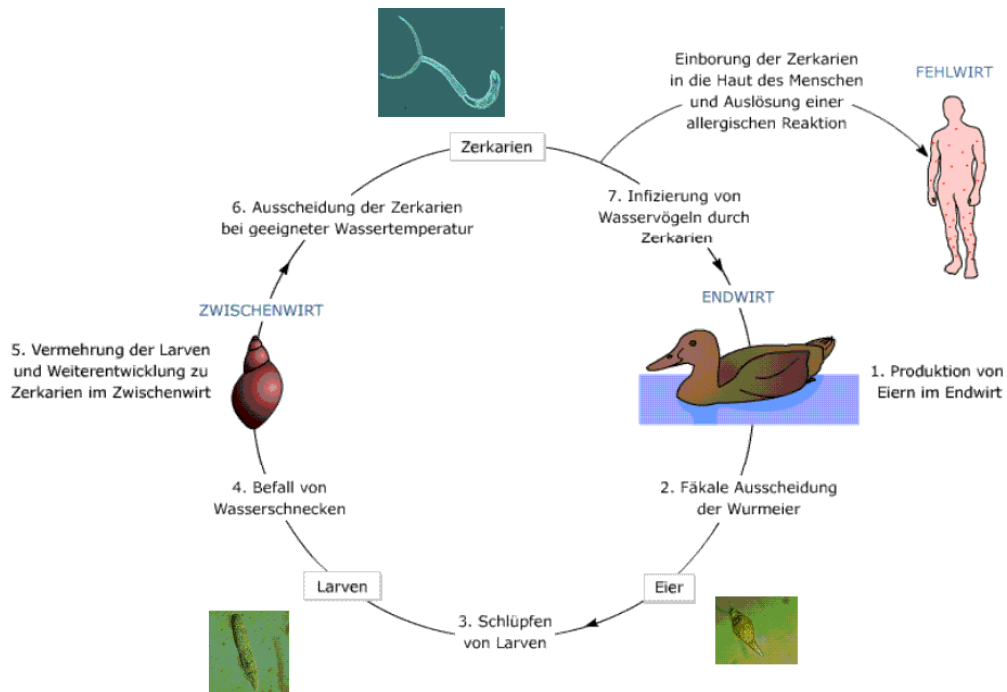 Einborung der Zerkarien
in die Haut des Menschen
und Auslösung einer
allergischen Reaktion
FEHLWIRT
Zerkarien
6. Ausscheidung der Zerkarien
bei geeigneter Wassertemperatur
7. Infizierung von
Wasservögeln durch
Zerkarien
ZWISCHENWIRT
ENDWIRT
5. Vermehrung der Larven
und Weiterentwicklung zu
Zerkarien im Zwischenwirt
1. Produktion von
Eiern im Endwirt
4. Befall von
Wasserschnecken
2. Fäkale Ausscheidung
der Wurmeier
Larven
Eier
3. Schlüpfen
von Larven